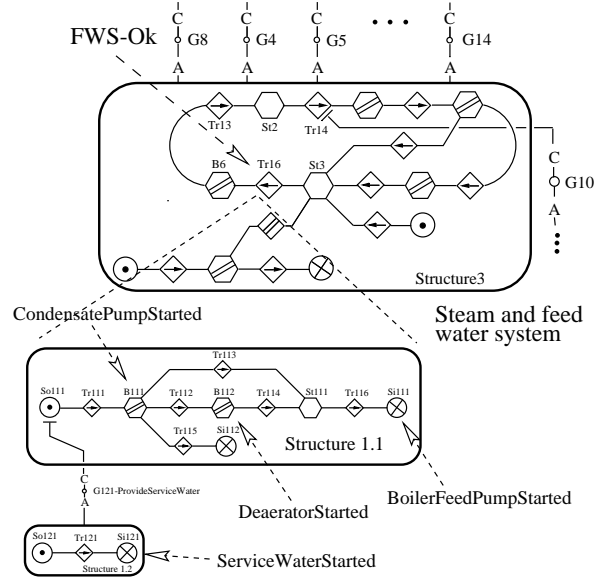 C C C ... C
FWS-Ok
G8 G4 G5 G14
A A A A
Tr13 St2 Tr14
B6 Tr16 St3
C
G10
A
Structure3
CondensatePumpStarted
Steam and feed
water system
Tr113
So111 Tr111 B111 Tr112 B112 Tr114 St111 Tr116 Si111
Tr115 Si112
Structure 1.1
C
G121-ProvideServiceWater
A
DeaeratorStarted
BoilerFeedPumpStarted
So121 Tr121 Si121
Structure 1.2
ServiceWaterStarted